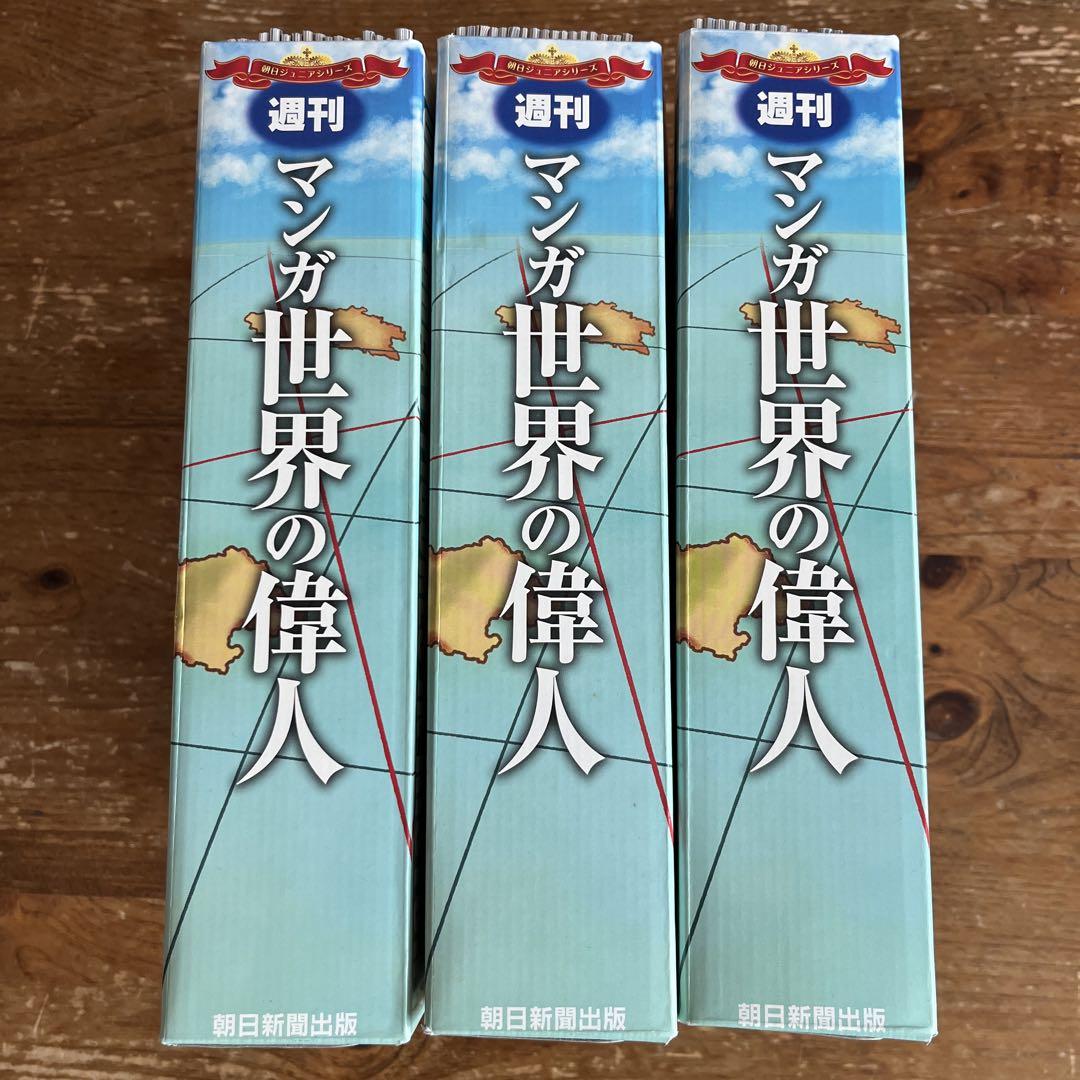 朝日ジュニアシリーズ
週刊
マンガ世界の偉人
朝日新聞出版
朝日ジュニアシリーズ
週刊
マンガ世界の偉人
朝日新聞出版
朝日ジュニアシリーズ
週刊
マンガ世界の偉人
朝日新聞出版